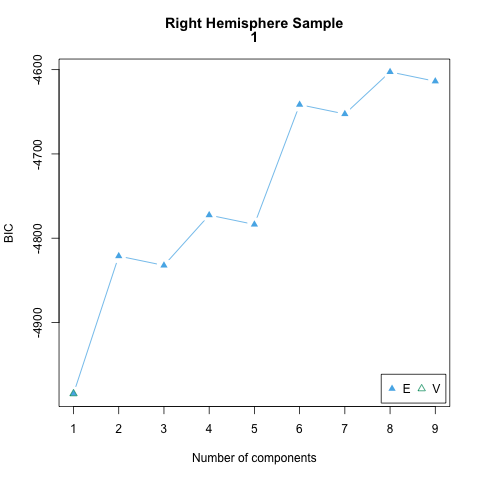 Right Hemisphere Sample
1
BIC
-4600
-4700
-4800
-4900
E V
1 2 3 4 5 6 7 8 9
Number of components